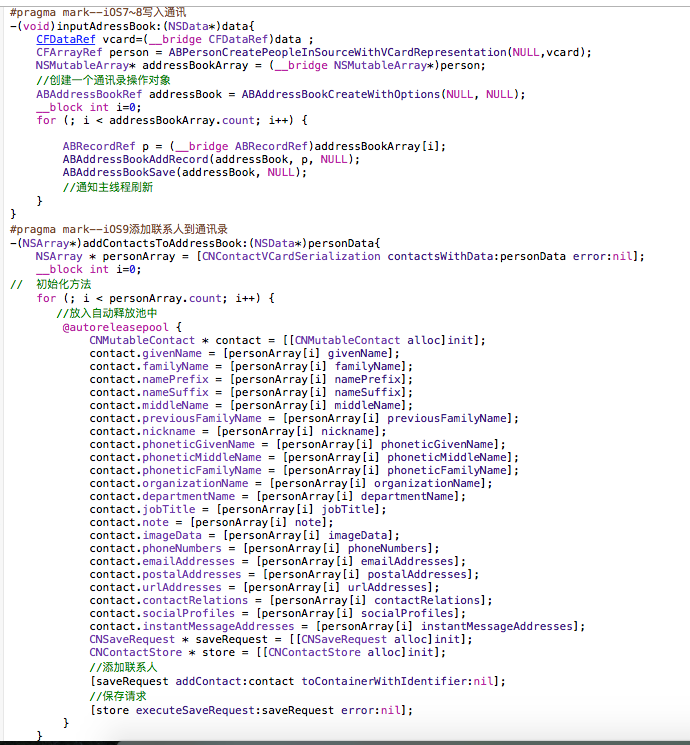 #pragma mark--iOS7~8写入通讯
-(void)inputAdressBook:(NSData*)data{
CFDataRef vcard=(__bridge CFDataRef)data ;
CFArrayRef person = ABPersonCreatePeopleInSourceWithVCardRepresentation(NULL,vcard);
NSMutableArray* addressBookArray = (__bridge NSMutableArray*)person;
//创建一个通讯录操作对象
ABAddressBookRef addressBook = ABAddressBookCreateWithOptions(NULL, NULL);
__block int i=0;
for (; i < addressBookArray.count; i++) {
ABRecordRef p = (__bridge ABRecordRef)addressBookArray[i];
ABAddressBookAddRecord(addressBook, p, NULL);
ABAddressBookSave(addressBook, NULL);
//通知主线程刷新
}
}
#pragma mark--iOS9添加联系人到通讯录
-(NSArray*)addContactsToAddressBook:(NSData*)personData{
NSArray * personArray = [CNContactVCardSerialization contactsWithData:personData error:nil];
__block int i=0;
// 初始化方法
for (; i < personArray.count; i++) {
//放入自动释放池中
@autoreleasepool {
CNMutableContact * contact = [[CNMutableContact alloc]init];
contact.givenName = [personArray[i] givenName];
contact.familyName = [personArray[i] familyName];
contact.namePrefix = [personArray[i] namePrefix];
contact.nameSuffix = [personArray[i] nameSuffix];
contact.middleName = [personArray[i] middleName];
contact.previousFamilyName = [personArray[i] previousFamilyName];
contact.nickname = [personArray[i] nickname];
contact.phoneticGivenName = [personArray[i] phoneticGivenName];
contact.phoneticMiddleName = [personArray[i] phoneticMiddleName];
contact.phoneticFamilyName = [personArray[i] phoneticFamilyName];
contact.organizationName = [personArray[i] organizationName];
contact.departmentName = [personArray[i] departmentName];
contact.jobTitle = [personArray[i] jobTitle];
contact.note = [personArray[i] note];
contact.imageData = [personArray[i] imageData];
contact.phoneNumbers = [personArray[i] phoneNumbers];
contact.emailAddresses = [personArray[i] emailAddresses];
contact.postalAddresses = [personArray[i] postalAddresses];
contact.urlAddresses = [personArray[i] urlAddresses];
contact.contactRelations = [personArray[i] contactRelations];
contact.socialProfiles = [personArray[i] socialProfiles];
contact.instantMessageAddresses = [personArray[i] instantMessageAddresses];
CNSaveRequest * saveRequest = [[CNSaveRequest alloc]init];
CNContactStore * store = [[CNContactStore alloc]init];
//添加联系人
[saveRequest addContact:contact toContainerWithIdentifier:nil];
//保存请求
[store executeSaveRequest:saveRequest error:nil];
}
}